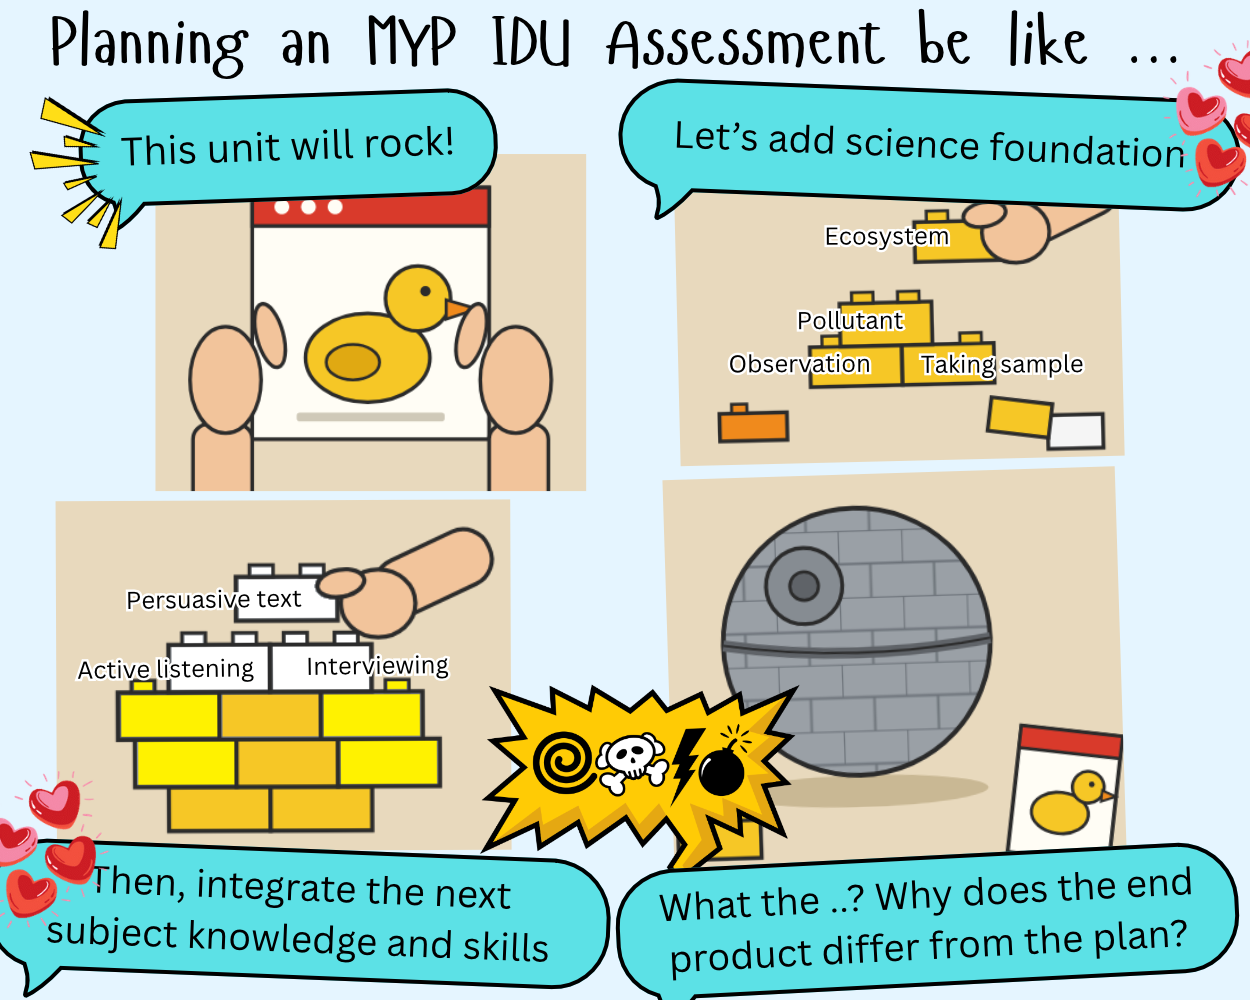 Planning an MYP IDU Assessment be like ...
This unit will rock!
Let's add science foundation
Ecosystem
Pollutant
Observation
Taking sample
Persuasive text
Active listening
Interviewing
Then, integrate the next
subject knowledge and skills
What the ..? Why does the end
product differ from the plan?